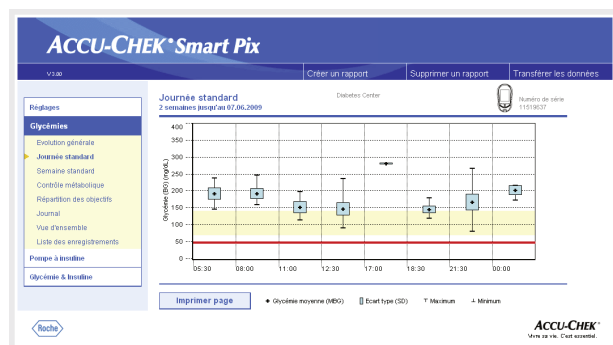 ACCU-CHEK® Smart Pix
V 3.00
Créer un rapport
Supprimer un rapport
Transférer les données
Réglages
Glycémies
Evolution générale
Journée standard
Semaine standard
Contrôle métabolique
Répartition des objectifs
Journal
Vue d'ensemble
Liste des enregistrements
Pompe à insuline
Glycémie & Insuline
Journée standard
2 semaines jusqu'au 07.06.2009
Diabetes Center
Numéro de série
11519637
Glycémie (BG) (mg/dL)
400
350
300
250
200
150
100
50
0
05:30 08:00 11:00 12:30 17:00 18:30 21:30 00:00
Imprimer page
Glycémie moyenne (MBG) Ecart type (SD) Maximum Minimum
Roche
ACCU-CHEK®
Vivre sa vie. C'est essentiel.